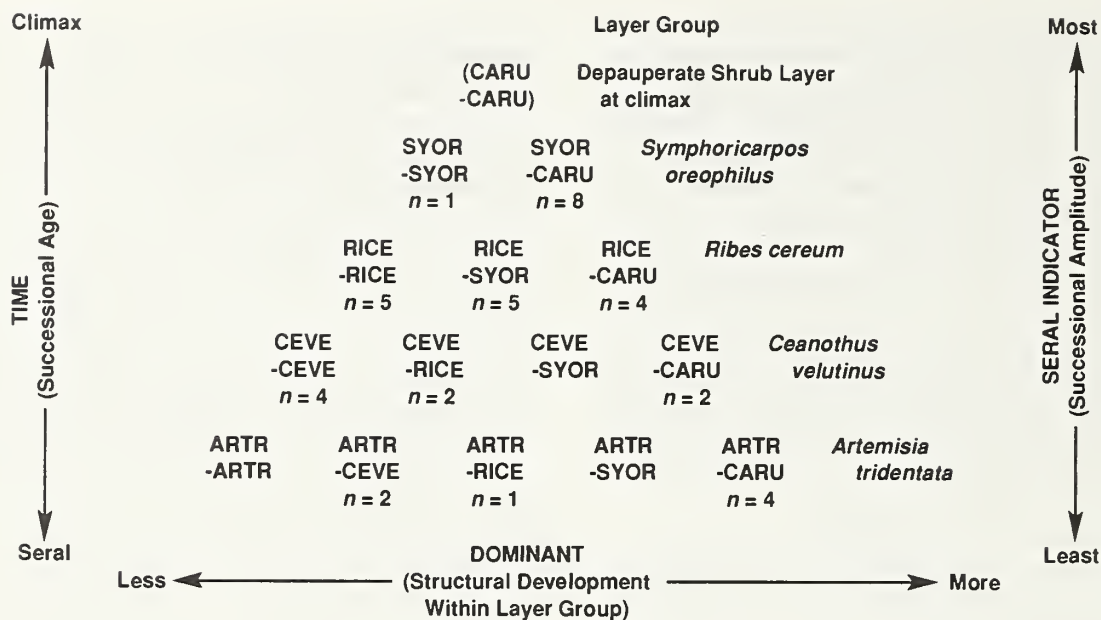 Climax Layer Group Most
(CARU Depauperate Shrub Layer
-CARU) at climax
SYOR SYOR Symphoricarpos
-SYOR -CARU oreophilus
n = 1 n = 8
RICE RICE RICE Ribes cereum
-RICE -SYOR -CARU
n = 5 n = 5 n = 4
TIME
(Successional Age)
SERAL INDICATOR
(Successional Amplitude)
CEVE CEVE CEVE CEVE Ceanothus
-CEVE -RICE -SYOR -CARU velutinus
n = 4 n = 2 n = 2
ARTR ARTR ARTR ARTR ARTR Artemisia
-ARTR -CEVE -RICE -SYOR -CARU tridentata
n = 2 n = 1 n = 4
Seral DOMINANT Least
Less (Structural Development More
Within Layer Group)